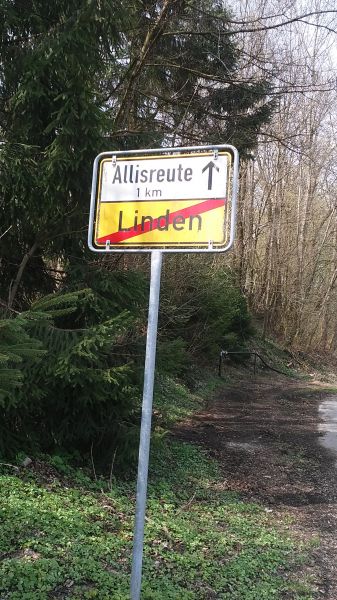 Allisreute ↑
1 km
Linden